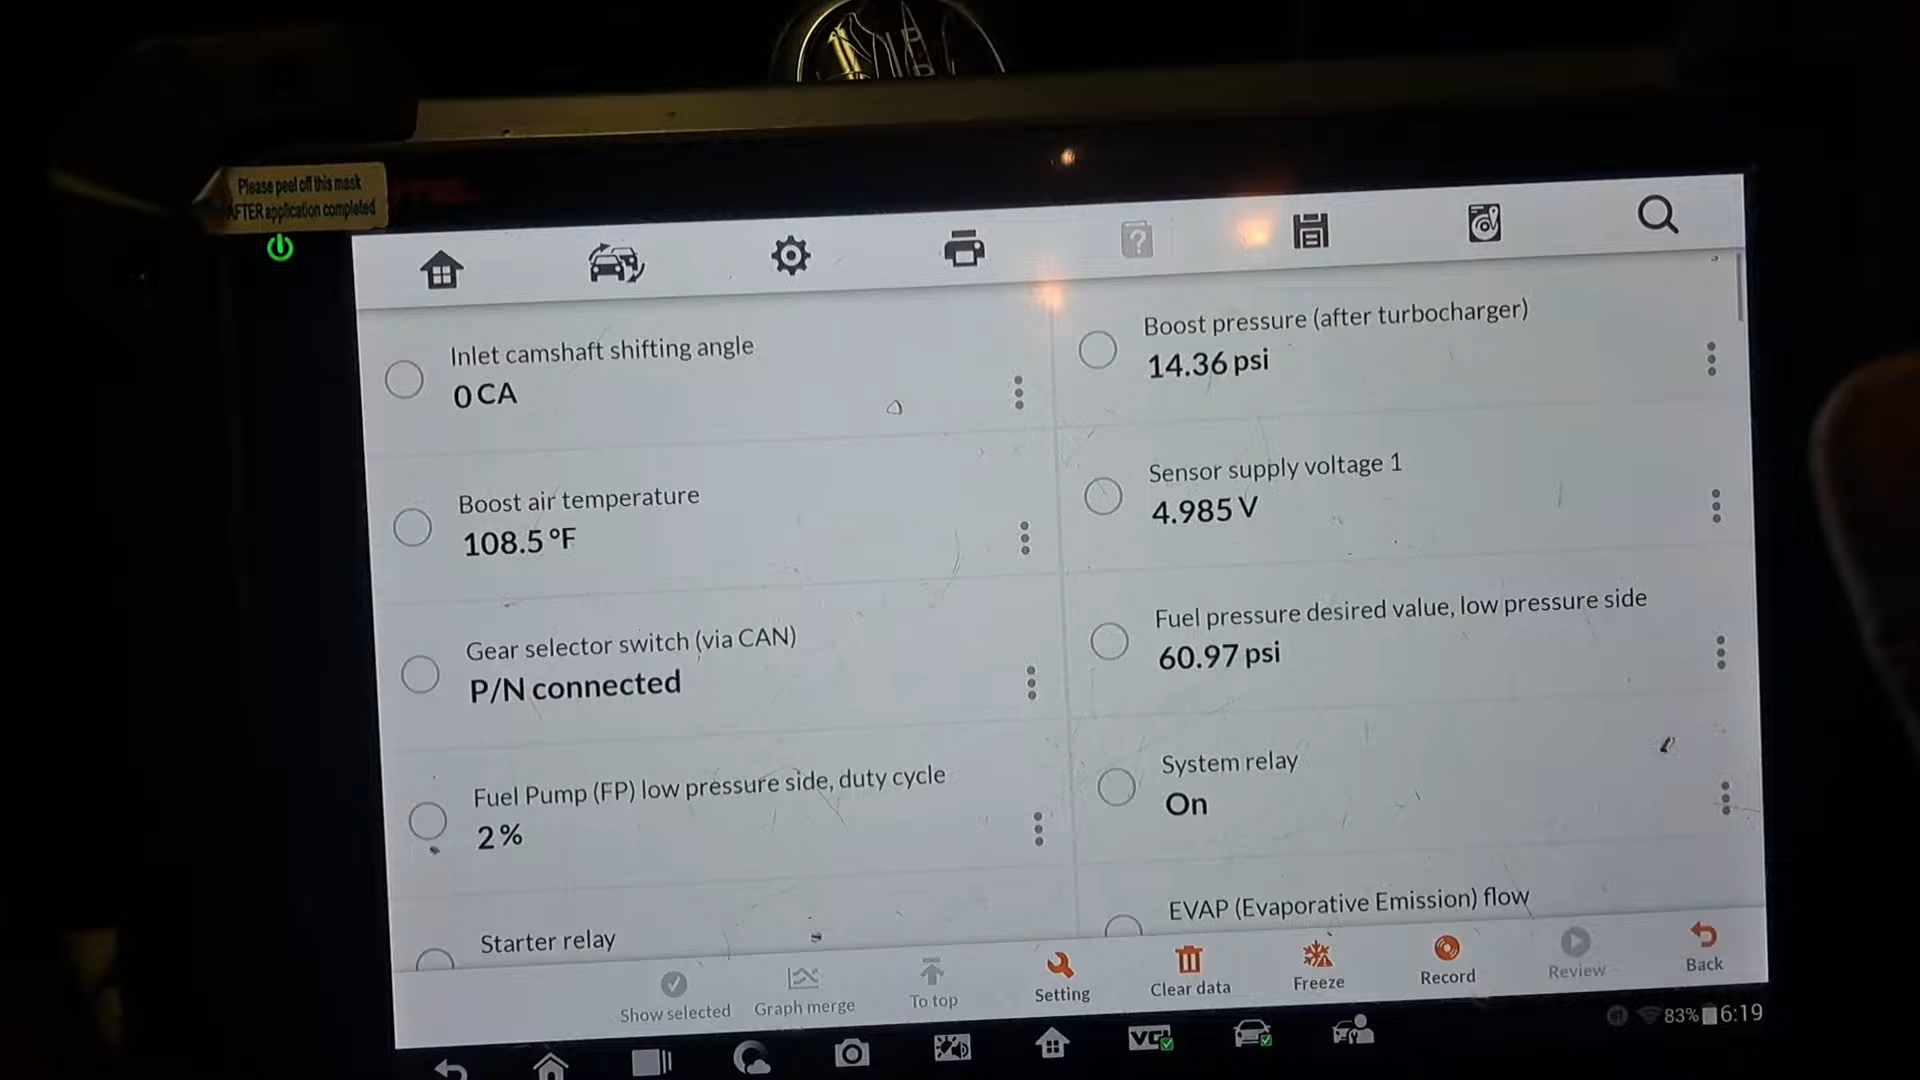 Please peel off this mask
AFTER application completed
Inlet camshaft shifting angle
0 CA
Boost pressure (after turbocharger)
14.36 psi
Boost air temperature
108.5 °F
Sensor supply voltage 1
4.985 V
Gear selector switch (via CAN)
P/N connected
Fuel pressure desired value, low pressure side
60.97 psi
Fuel Pump (FP) low pressure side, duty cycle
2 %
System relay
On
Starter relay
EVAP (Evaporative Emission) flow
Show selected
Graph merge
To top
Setting
Clear data
Freeze
Record
Review
Back
VCI
83% 6:19